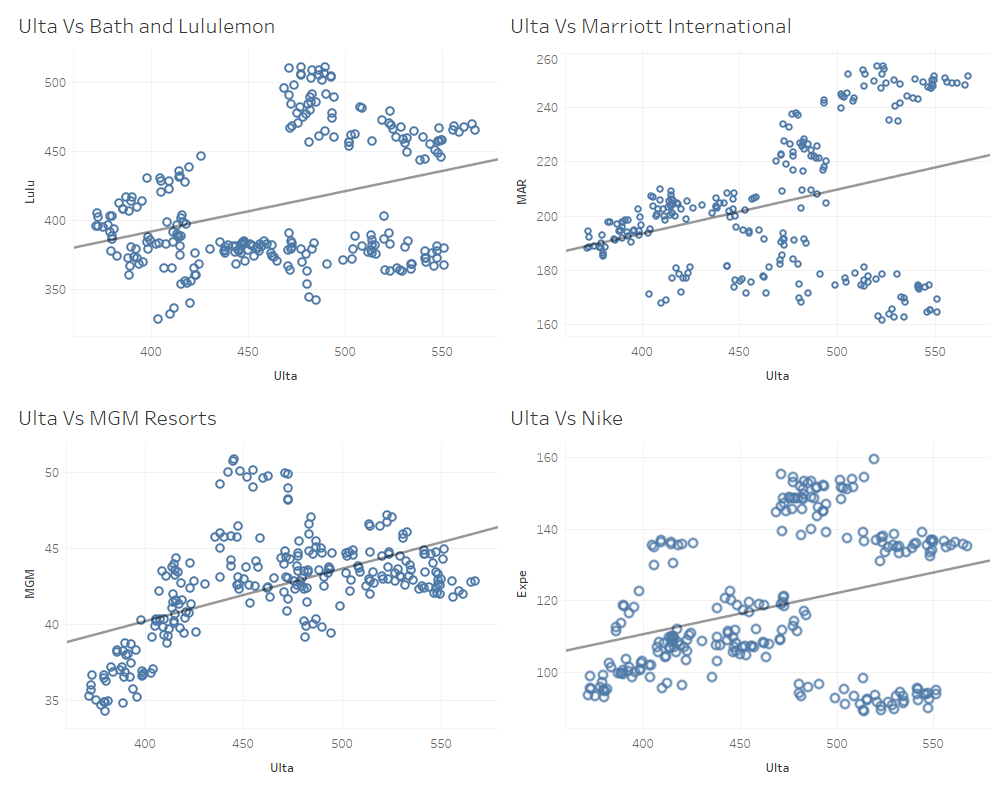 Ulta Vs Bath and Lululemon
500
450
400
350
Lulu
400 450 500 550
Ulta
Ulta Vs Marriott International
260
240
220
200
180
160
MAR
400 450 500 550
Ulta
Ulta Vs MGM Resorts
50
45
40
35
MGM
400 450 500 550
Ulta
Ulta Vs Nike
160
140
120
100
Expe
400 450 500 550
Ulta